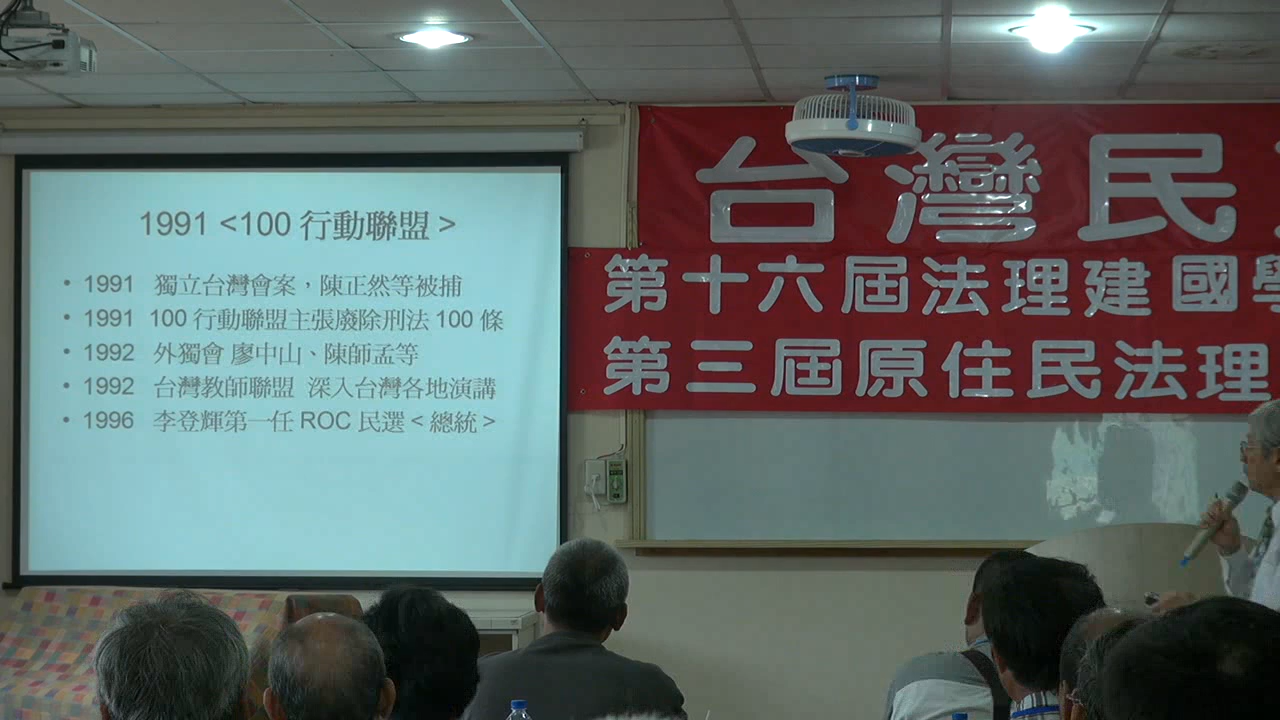 1991 <100 行動聯盟 >
• 1991 獨立台灣會案，陳正然等被捕
• 1991 100 行動聯盟主張廢除刑法 100 條
• 1992 外獨會 廖中山、陳師孟等
• 1992 台灣教師聯盟 深入台灣各地演講
• 1996 李登輝第一任 ROC 民選 < 總統 >
台灣民
第十六屆法理建國學
第三屆原住民法理